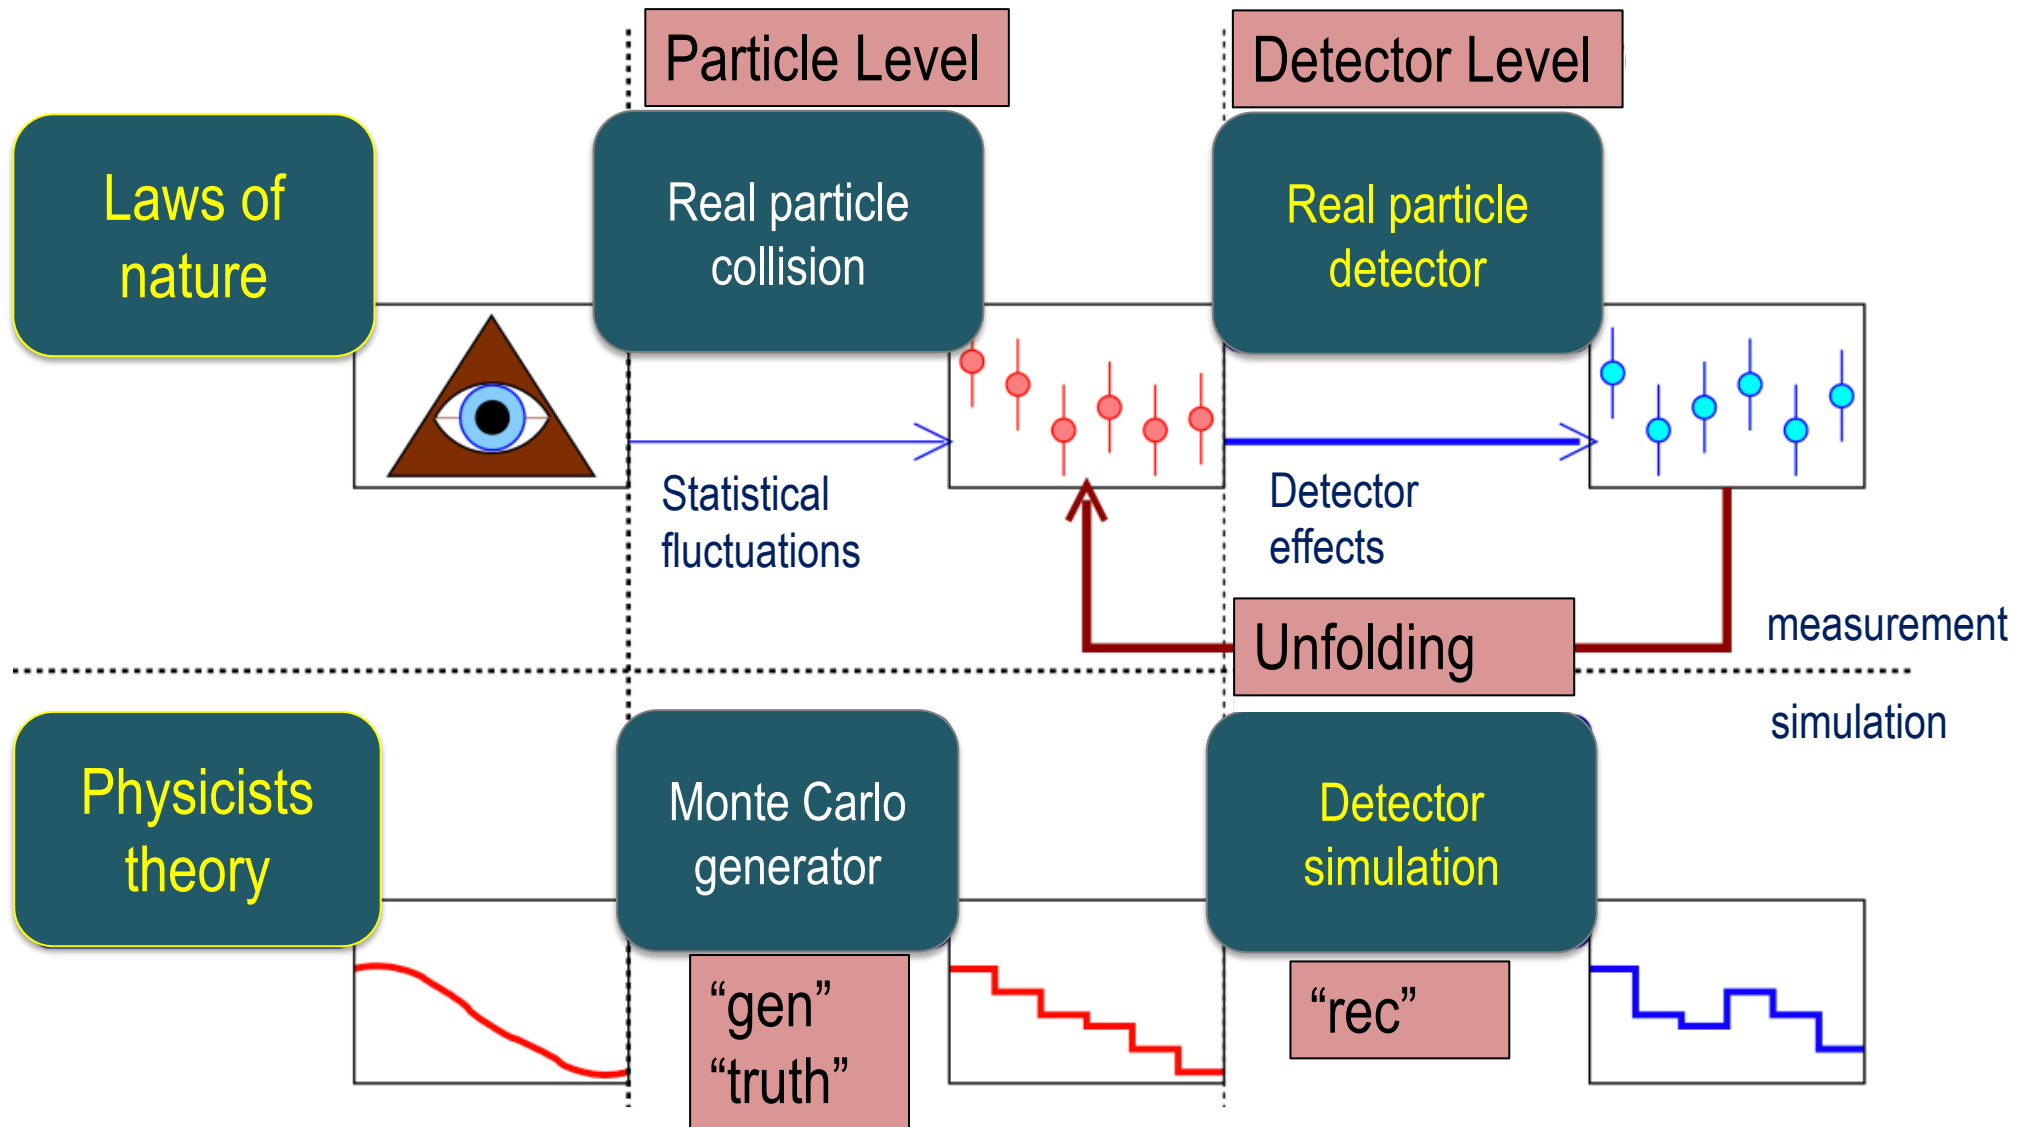 Particle Level
Detector Level
Laws of
nature
Real particle
collision
Real particle
detector
Statistical
fluctuations
Detector
effects
Unfolding
measurement
simulation
Physicists
theory
Monte Carlo
generator
Detector
simulation
“gen”
“truth”
“rec”